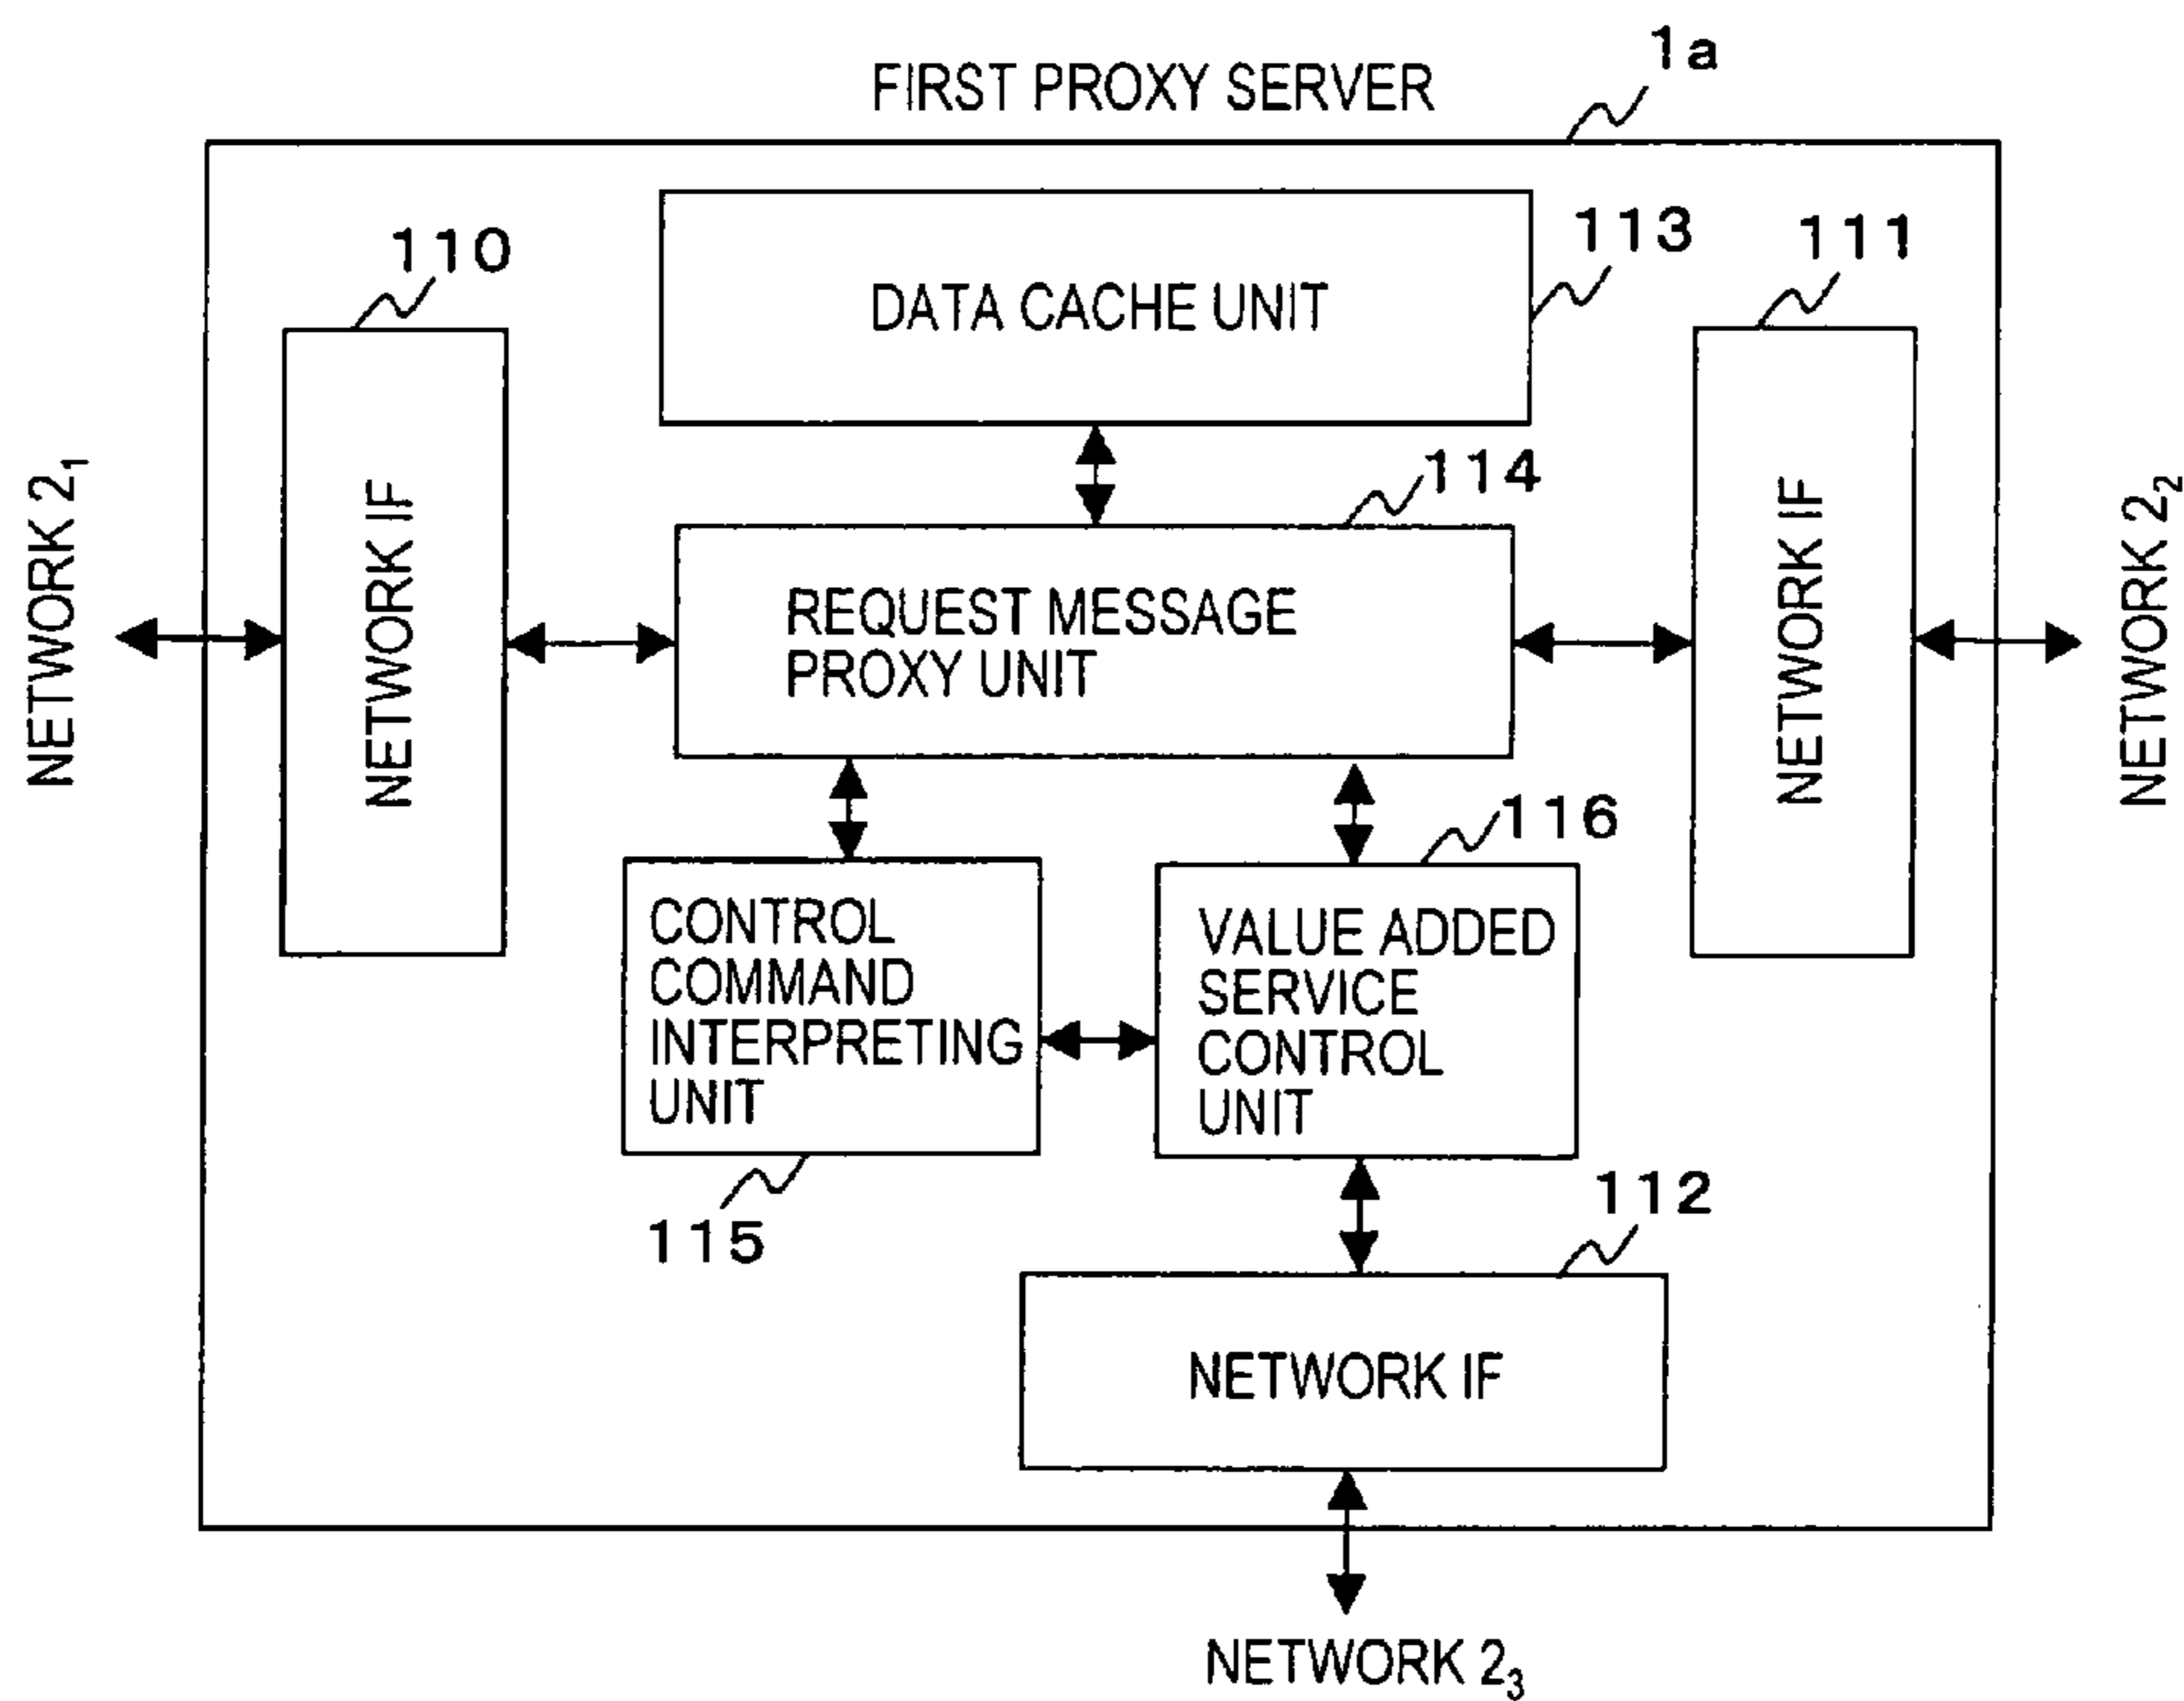 1a
FIRST PROXY SERVER
113
111
110
DATA CACHE UNIT
114
NETWORK 2₁
NETWORK IF
REQUEST MESSAGE
PROXY UNIT
NETWORK IF
NETWORK 2₂
116
CONTROL
COMMAND
INTERPRETING
UNIT
VALUE ADDED
SERVICE
CONTROL
UNIT
115
112
NETWORK IF
NETWORK 2₃